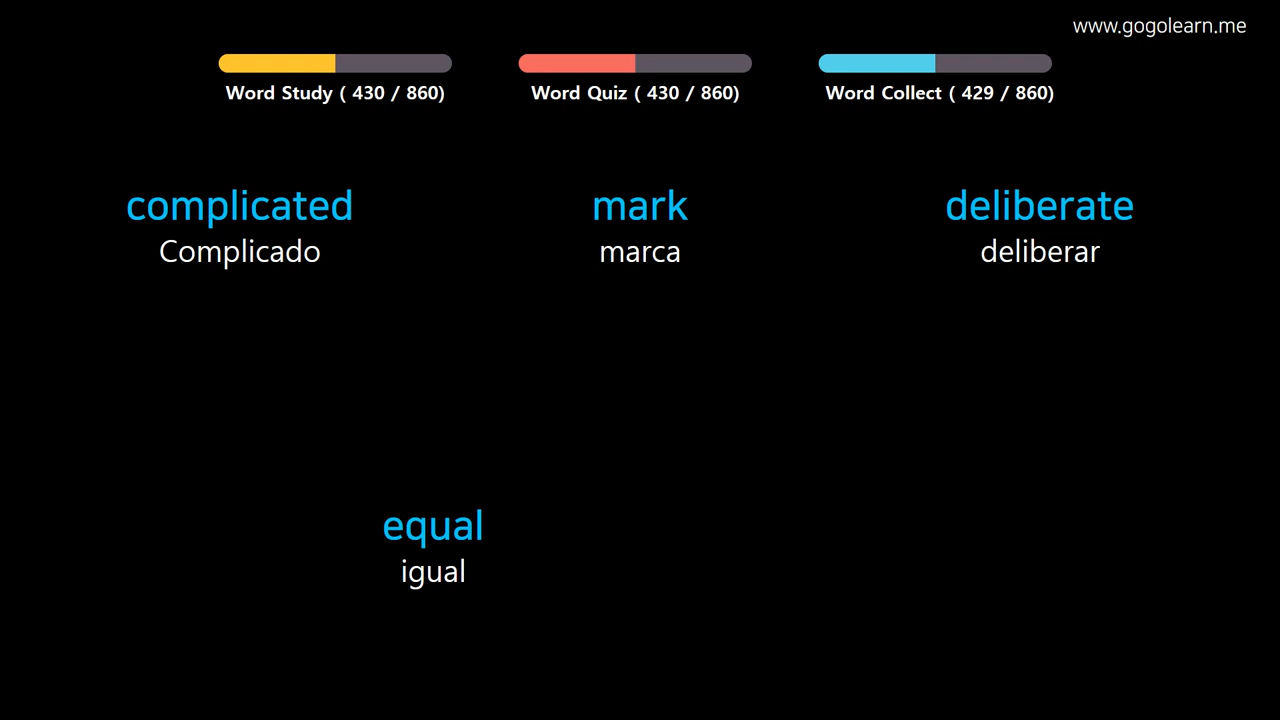 www.gogolearn.me
Word Study ( 430 / 860)
Word Quiz ( 430 / 860)
Word Collect ( 429 / 860)
complicated
Complicado
mark
marca
deliberate
deliberar
equal
igual